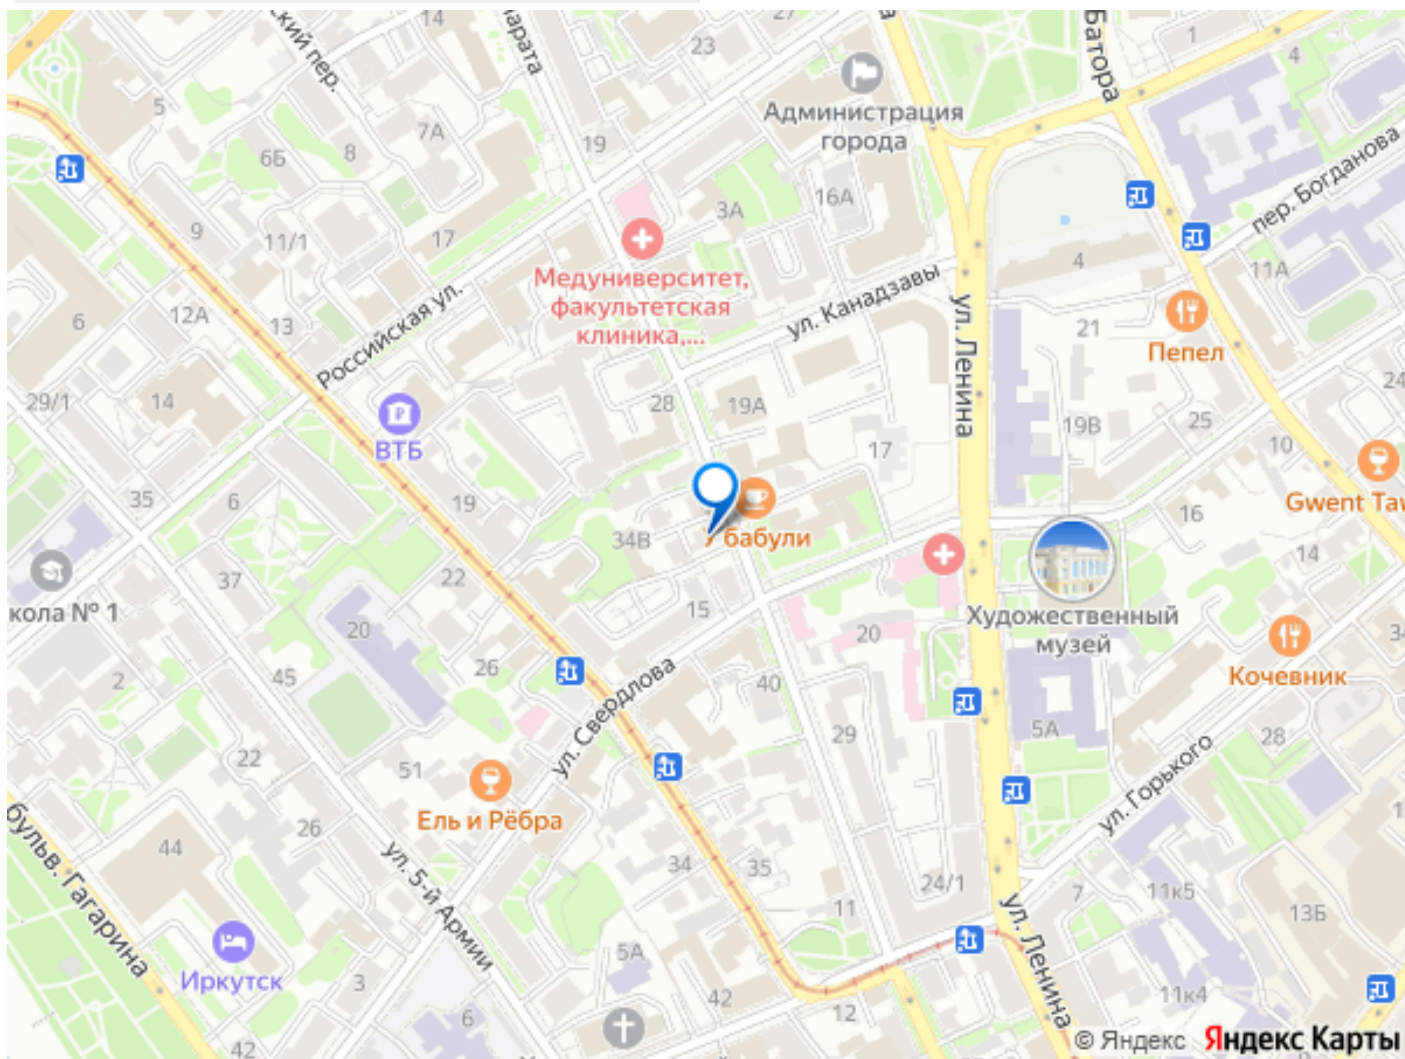 14
27
Батора
1
4
23
Администрация
города
5
7А
19
6Б
8
16А
3А
пер. Богданова
9
11/1
17
Медуниверситет,
факультетская
клиника,...
ул. Канадзавы
4
11А
6
12А
13
Российская ул.
ул. Ленина
21
Пепел
29/1
14
28
19А
ВТБ
17
19В
25
24
10
35
6
19
Gwent Taw
16
34В
У бабули
14
37
22
15
Художественный
музей
кола № 1
20
20
26
ул. Свердлова
40
Кочевник
2
45
29
5А
28
22
51
ул. Горького
Ель и Рёбра
26
44
бульв. Гагарина
ул. 5-й Армии
34
35
24/1
7
11к5
13Б
11
ул. Ленина
Иркутск
5А
3
42
12
11к4
6
42
© Яндекс Яндекс Карты